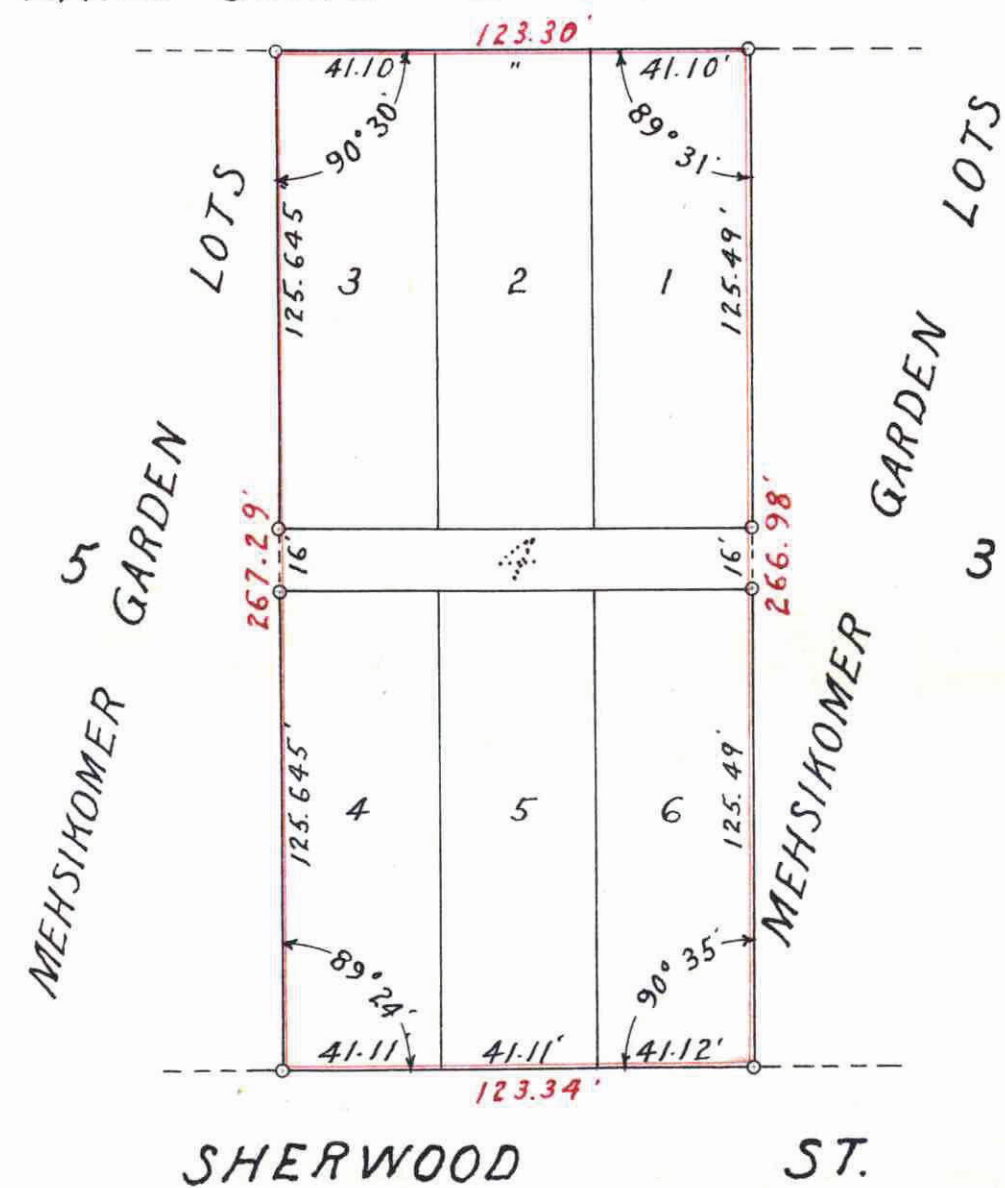 123.30'
41.10' " 41.10'
90° 30' 89° 31'
LOTS LOTS
125.645' 3 2 1 125.49'
GARDEN GARDEN
5 267.29' 16' 16' 266.98' 3
MEHSIKOMER MEHSIKOMER
125.645' 4 5 6 125.49'
89° 24' 90° 35'
41.11' 41.11' 41.12'
123.34'
SHERWOOD ST.